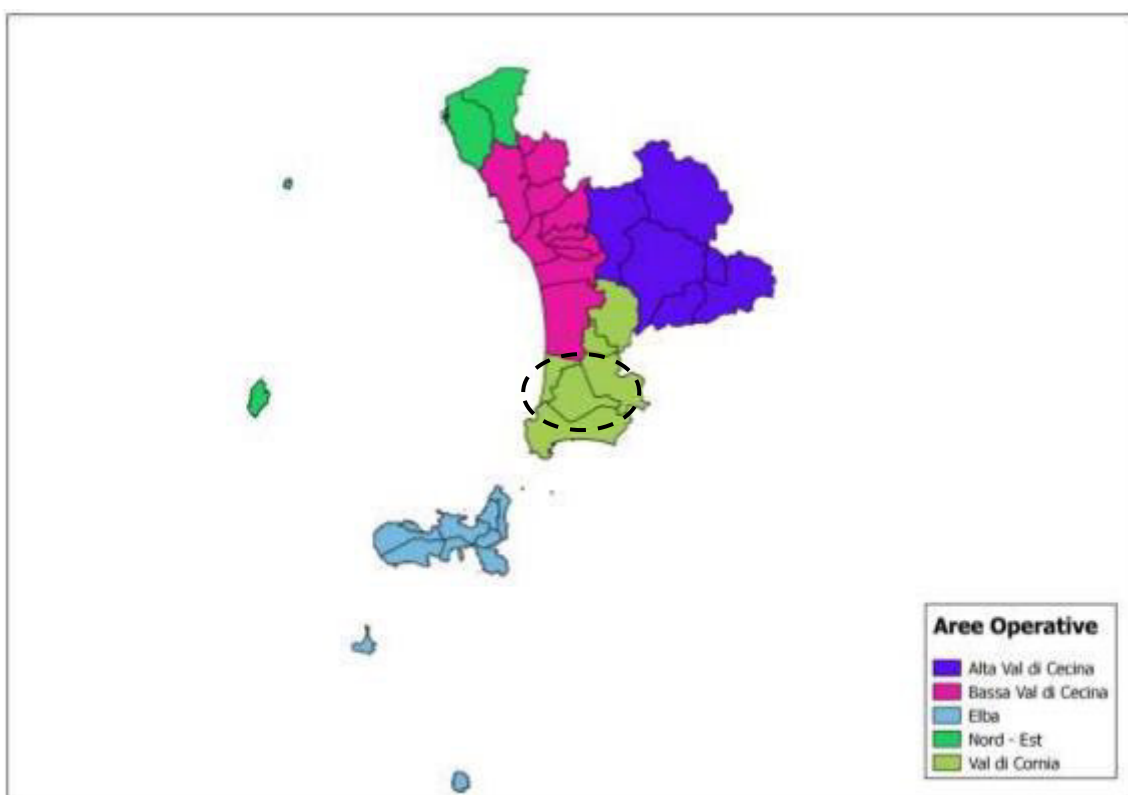 Aree Operative
Alta Val di Cecina
Bassa Val di Cecina
Elba
Nord - Est
Val di Cornia